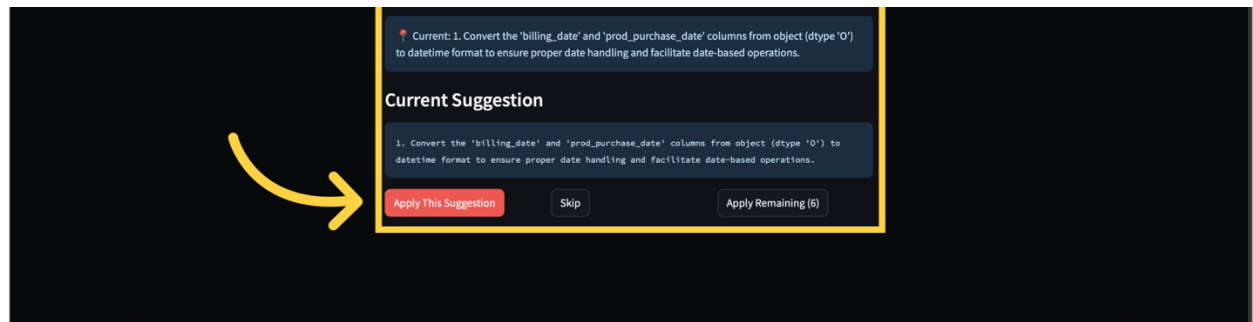 Current: 1. Convert the 'billing_date' and 'prod_purchase_date' columns from object (dtype 'O')
to datetime format to ensure proper date handling and facilitate date-based operations.
Current Suggestion
1. Convert the 'billing_date' and 'prod_purchase_date' columns from object (dtype 'O') to
datetime format to ensure proper date handling and facilitate date-based operations.
Apply This Suggestion
Skip
Apply Remaining (6)